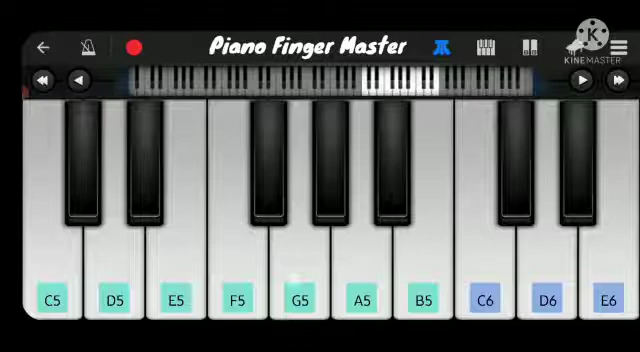 Piano Finger Master
K
KINEMASTER
C5 D5 E5 F5 G5 A5 B5 C6 D6 E6